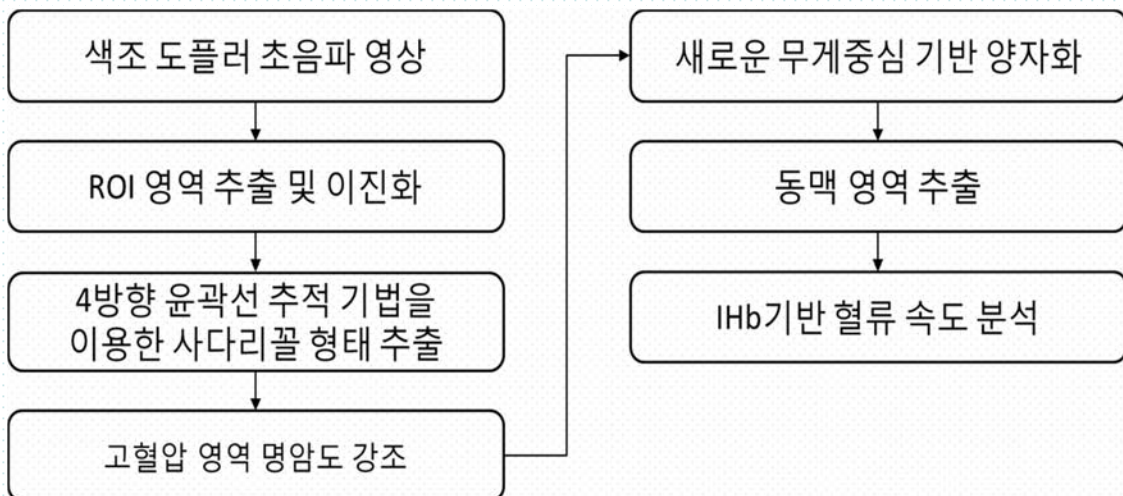 색조 도플러 초음파 영상
ROI 영역 추출 및 이진화
4방향 윤곽선 추적 기법을
이용한 사다리꼴 형태 추출
고혈압 영역 명암도 강조
새로운 무게중심 기반 양자화
동맥 영역 추출
IHb기반 혈류 속도 분석